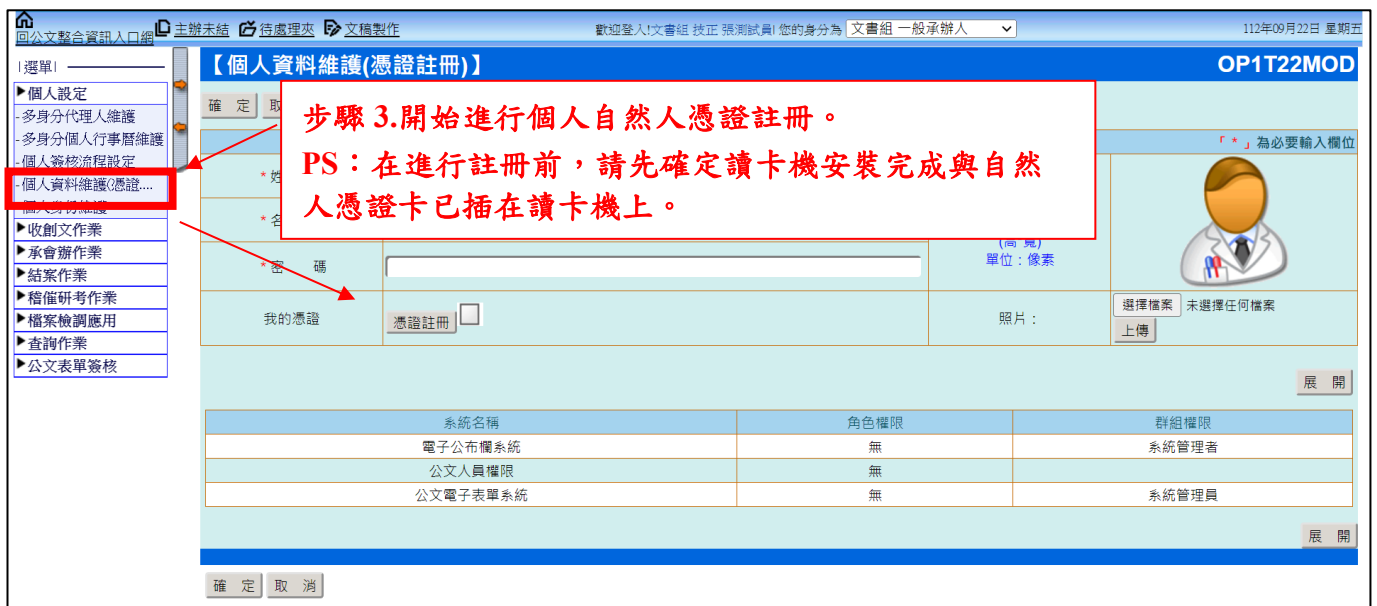 回公文整合資訊入口網 主辦未結 待處理夾 文稿製作 歡迎登入!文書組 技正 張測試員! 您的身分為 文書組 一般承辦人 112年09月22日 星期五
|選單|
【個人資料維護(憑證註冊)】 OP1T22MOD
▶個人設定
-多身分代理人維護
-多身分個人行事曆維護
-個人簽核流程設定
-個人資料維護(憑證....
▶收創文作業
▶承會辦作業
▶結案作業
▶稽催研考作業
▶檔案檢調應用
▶查詢作業
▶公文表單簽核
確 定 取
步驟 3.開始進行個人自然人憑證註冊。
PS：在進行註冊前，請先確定讀卡機安裝完成與自然
人憑證卡已插在讀卡機上。
「 * 」為必要輸入欄位
* 姓
* 名
(高 寬)
單位：像素
* 密 碼
我的憑證 憑證註冊 照片： 選擇檔案 未選擇任何檔案
上傳
展 開
系統名稱 角色權限 群組權限
電子公布欄系統 無 系統管理者
公文人員權限 無
公文電子表單系統 無 系統管理員
展 開
確 定 取 消